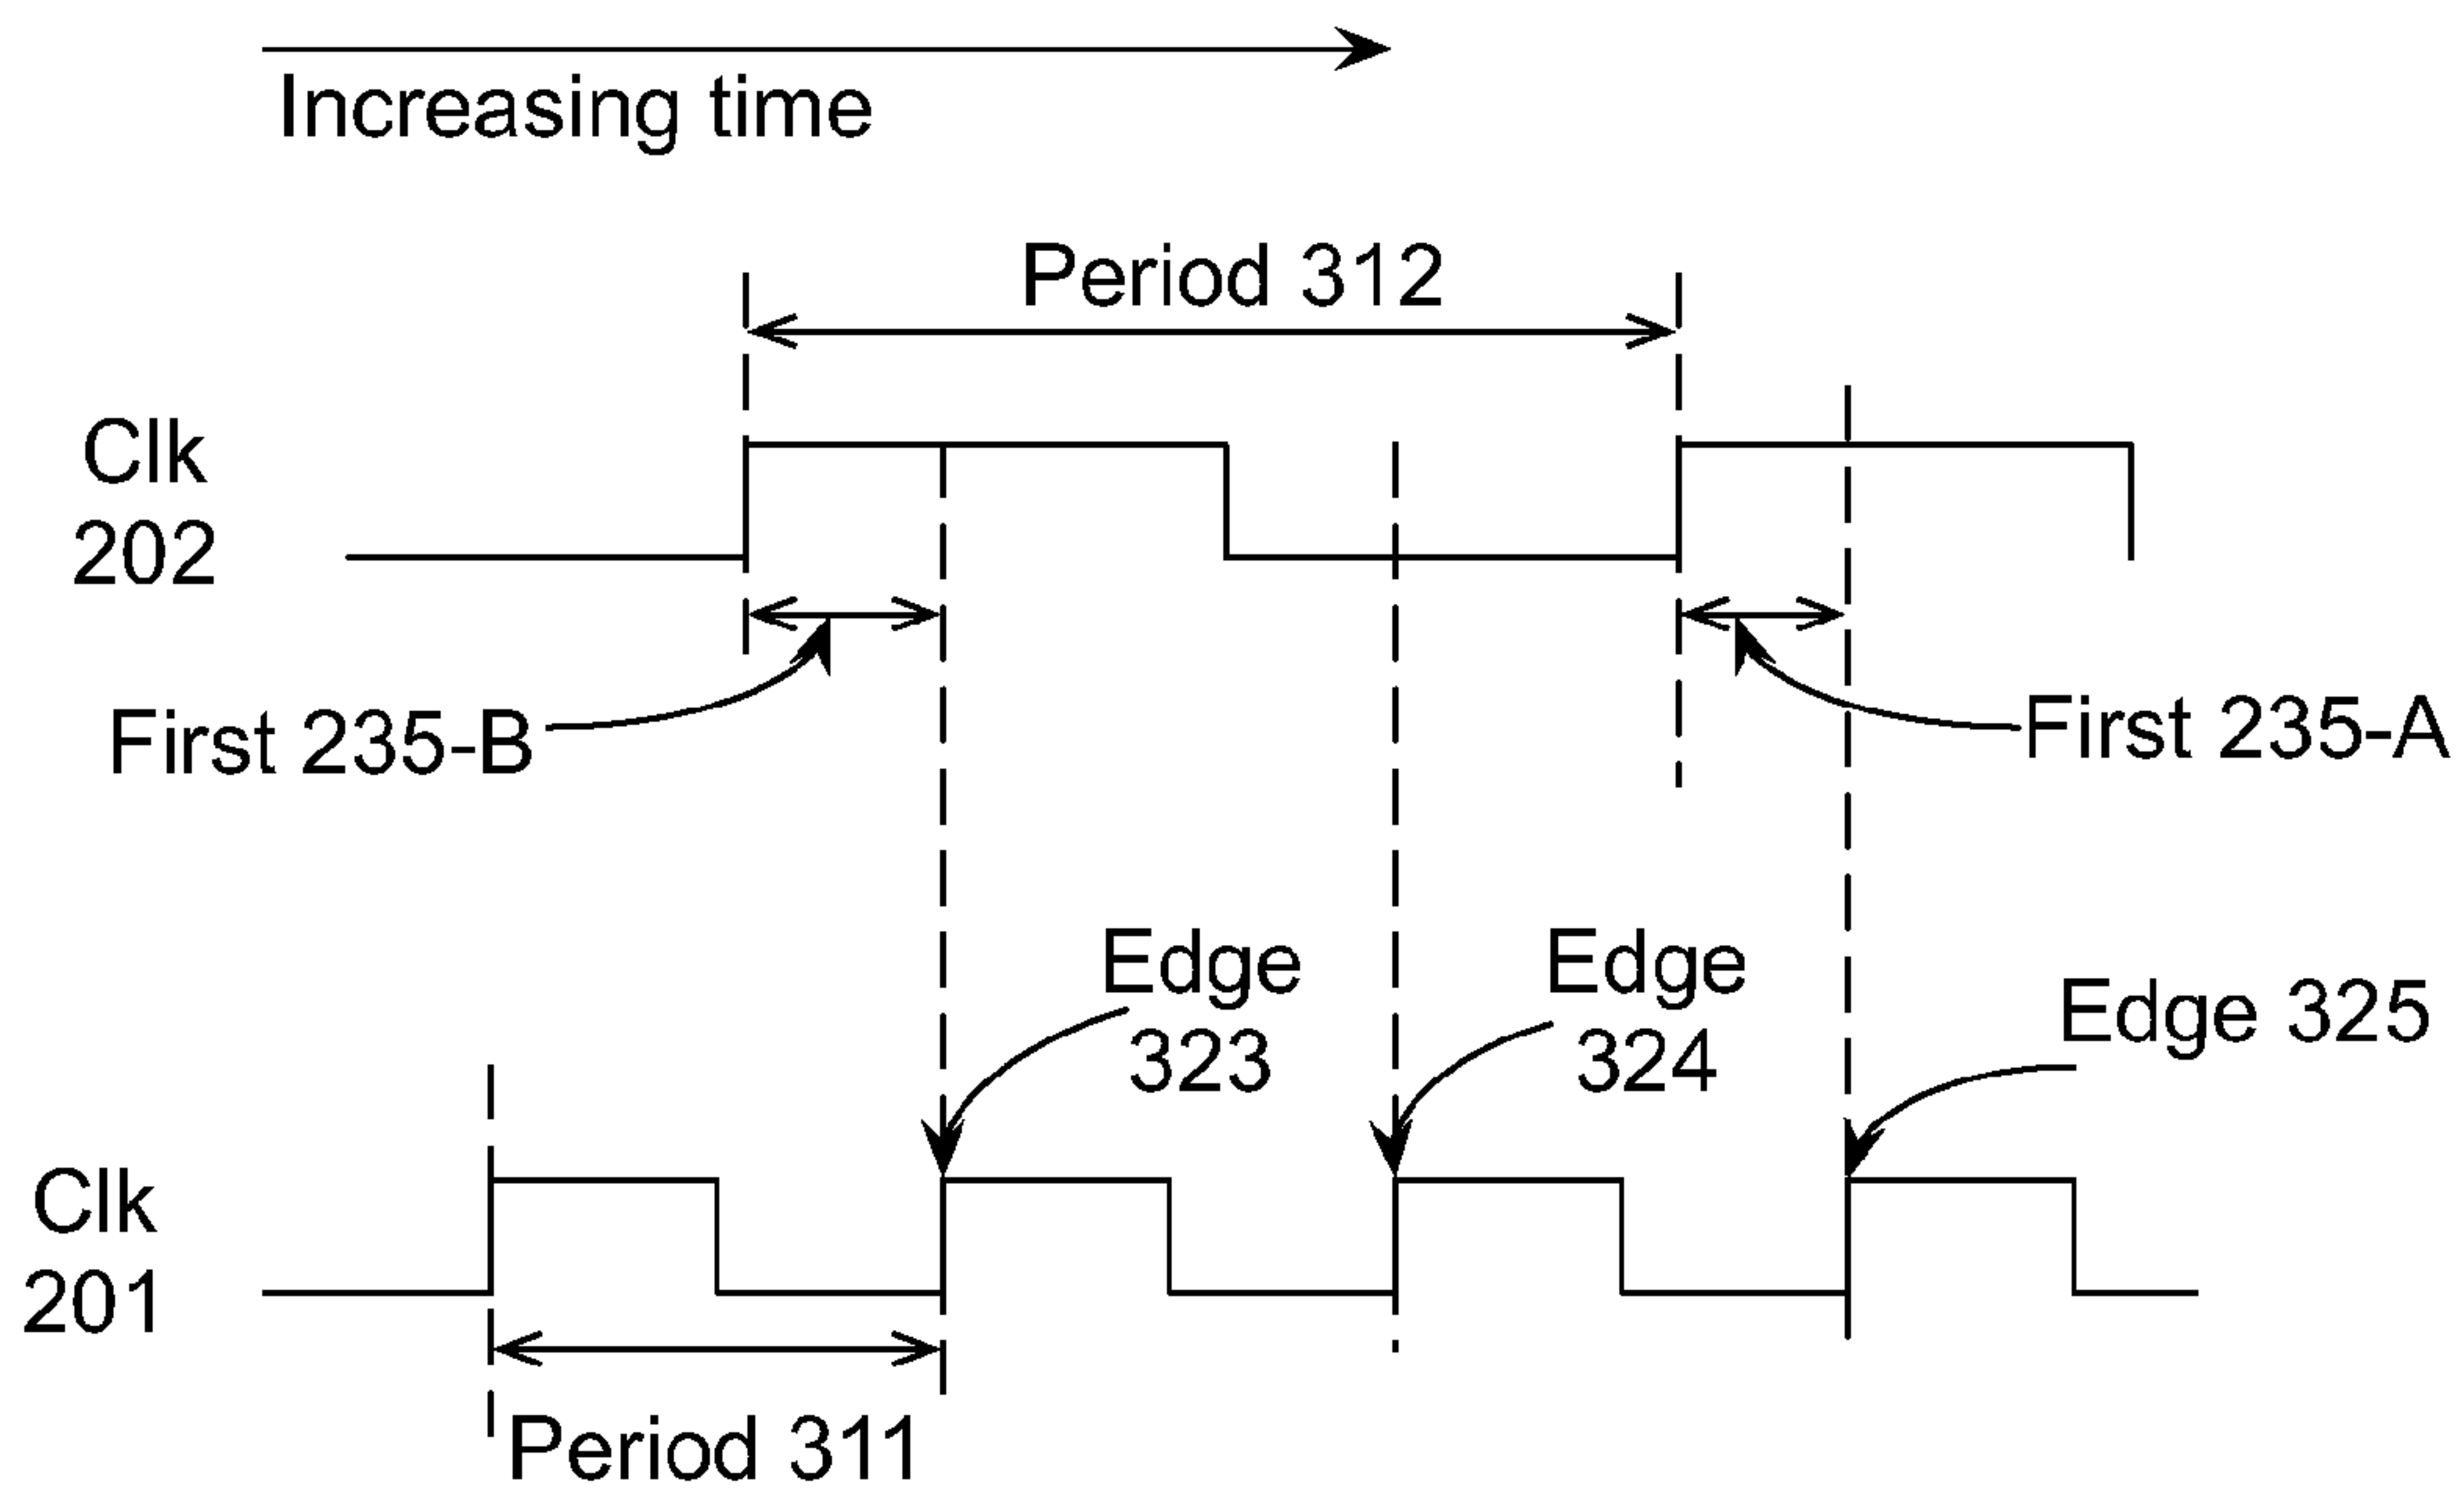 Increasing time
Period 312
Clk
202
First 235-B
First 235-A
Edge
323
Edge
324
Edge 325
Clk
201
Period 311